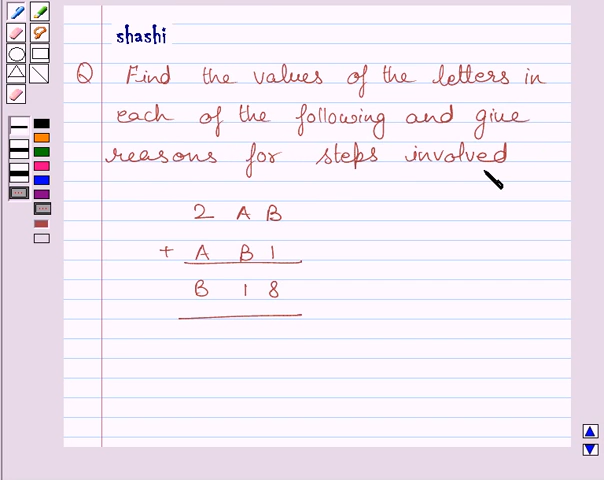 shashi
Q Find the values of the letters in
each of the following and give
reasons for steps involved
2 A B
+ A B 1
B 1 8